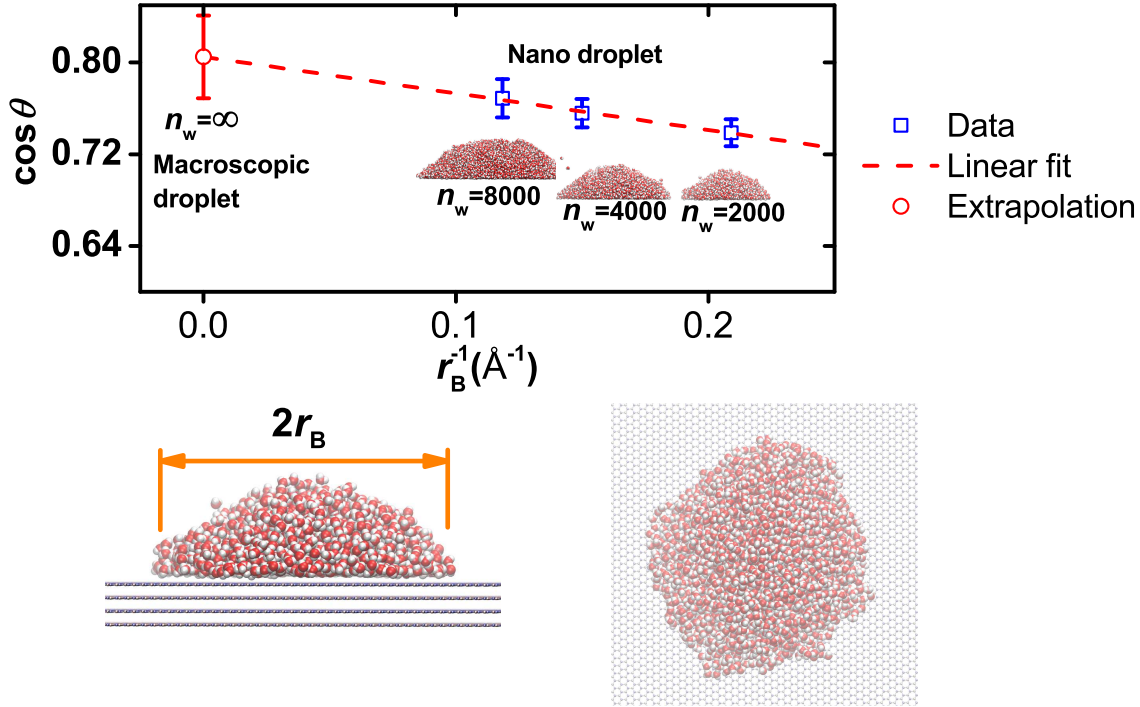 cosθ
0.80
0.72
0.64
Nano droplet
n_w=∞
Macroscopic
droplet
n_w=8000
n_w=4000
n_w=2000
0.0
0.1
0.2
r_B^-1(Å^-1)
Data
Linear fit
Extrapolation
2r_B